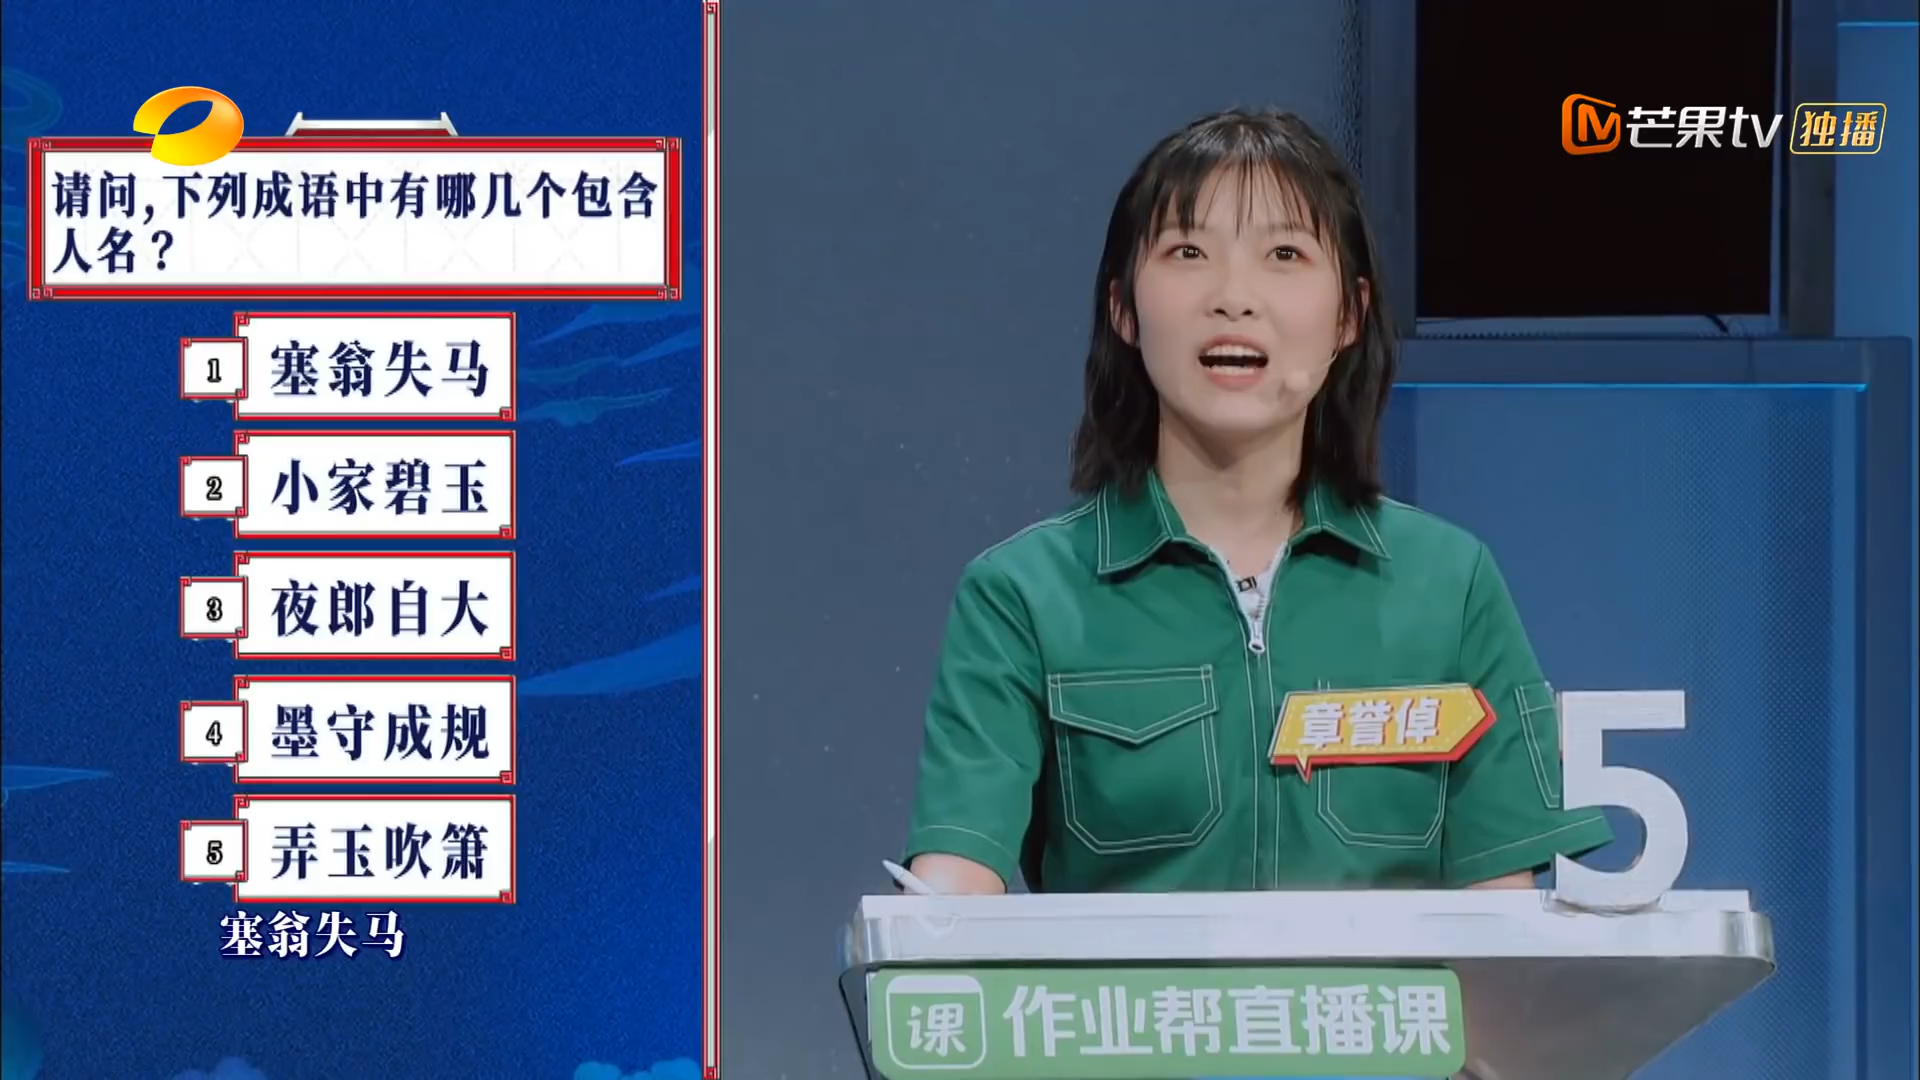 请问,下列成语中有哪几个包含
人名？
1 塞翁失马
2 小家碧玉
3 夜郎自大
4 墨守成规
5 弄玉吹箫
塞翁失马
芒果tv 独播
章誉倬
5
课 作业帮直播课